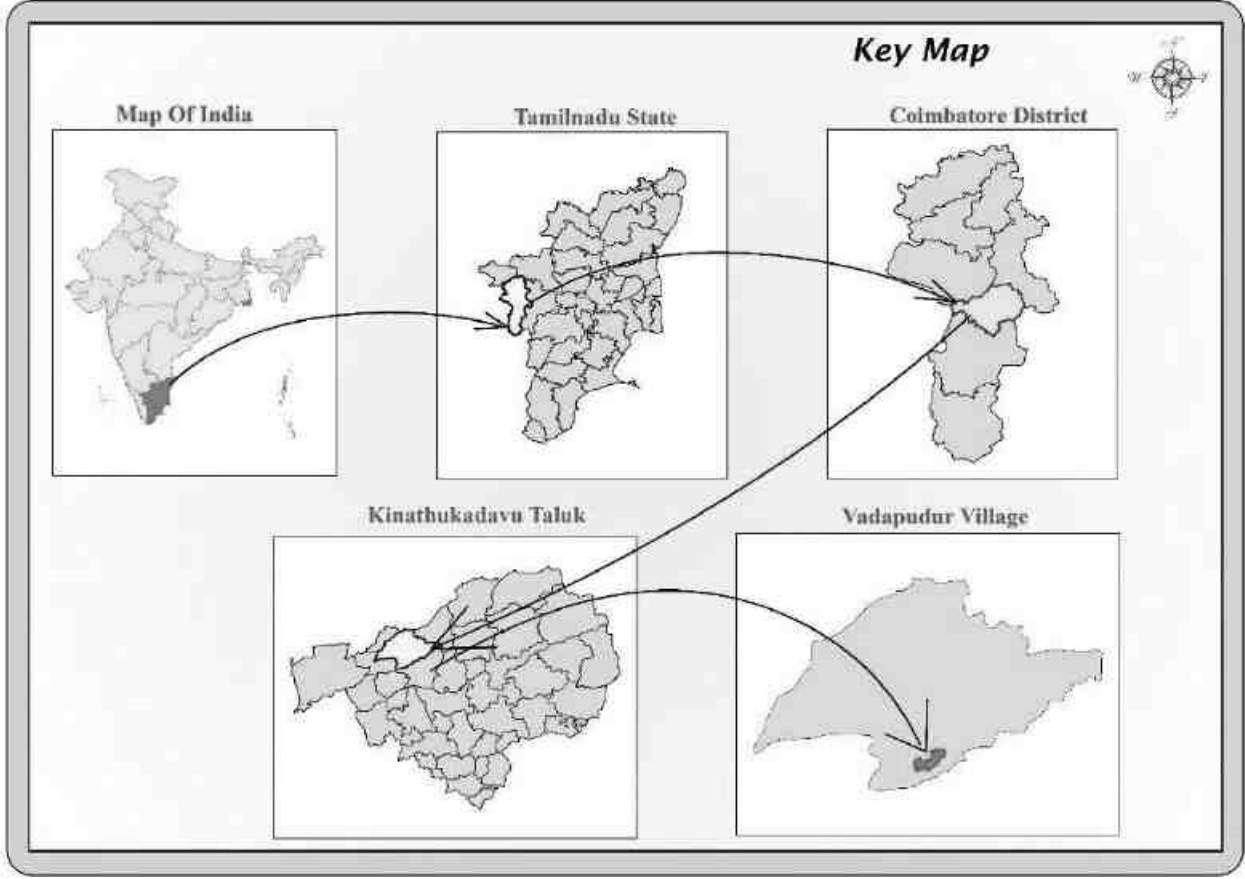 Key Map
Map Of India
Tamilnadu State
Coimbatore District
Kinathukadavu Taluk
Vadapudur Village